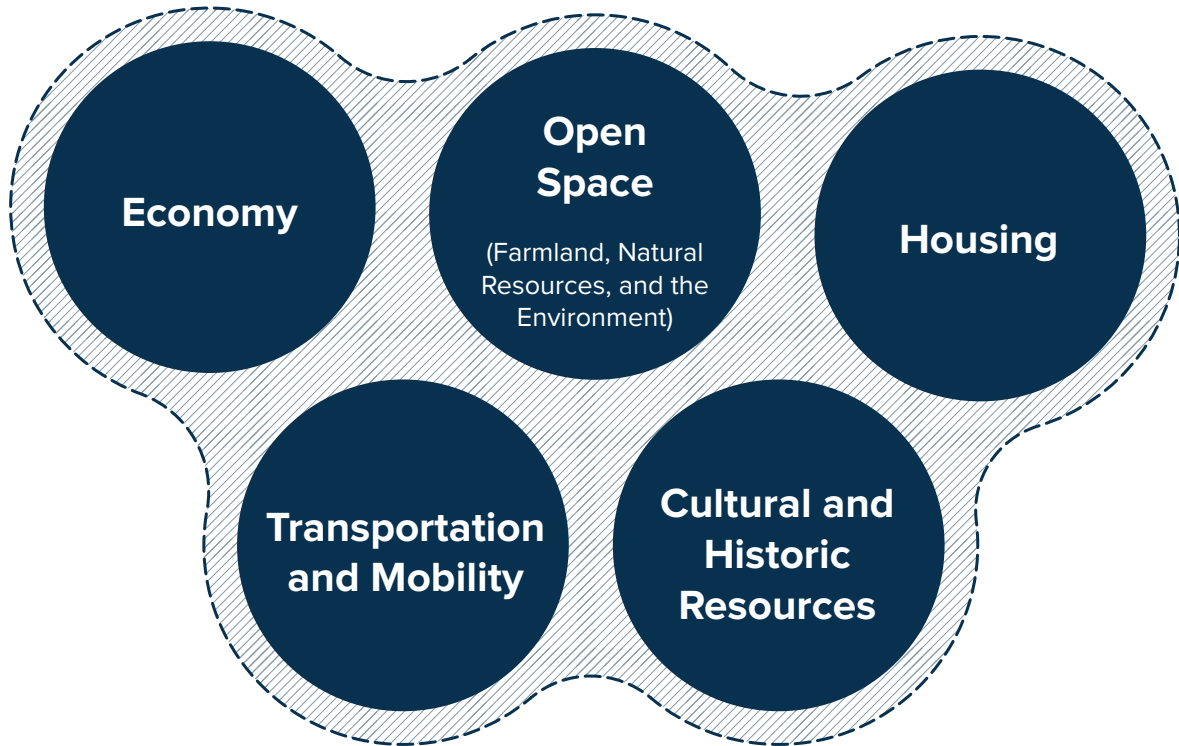 Economy
Open
Space
(Farmland, Natural
Resources, and the
Environment)
Housing
Transportation
and Mobility
Cultural and
Historic
Resources